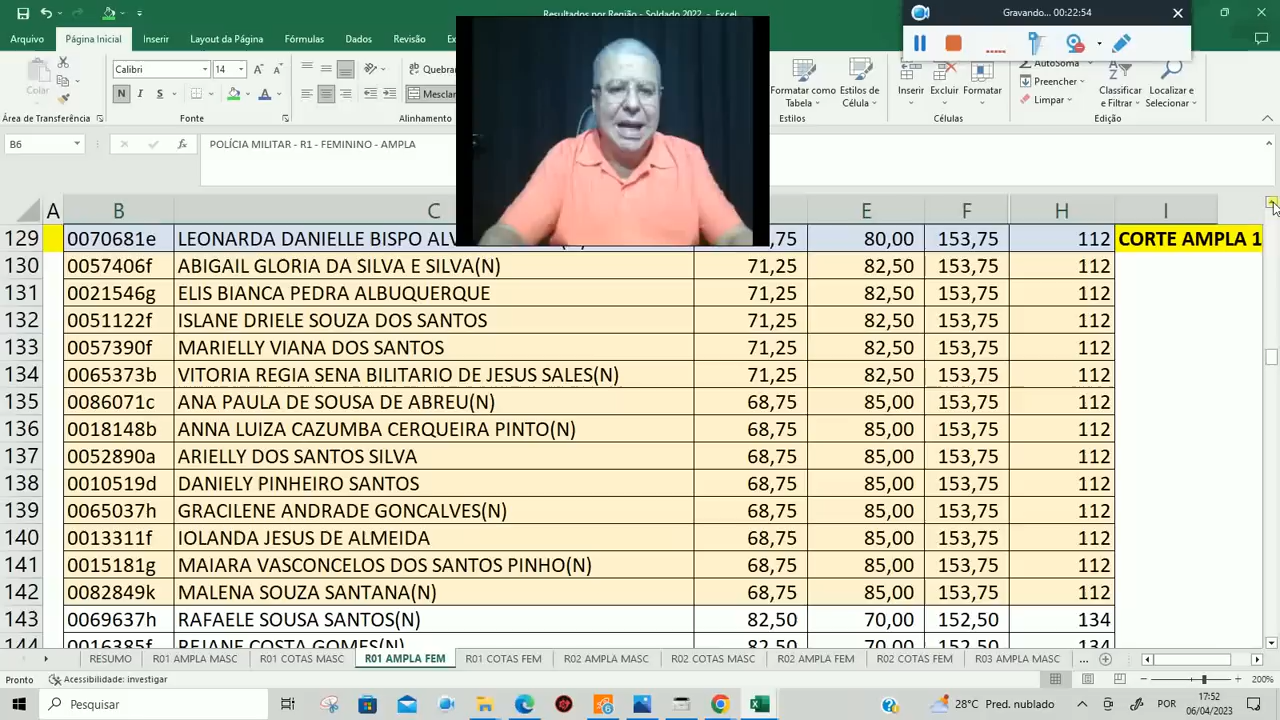 Resultados por Região - Soldado 2022 - Excel
Gravando... 00:22:54
Arquivo Página Inicial Inserir Layout da Página Fórmulas Dados Revisão
Colar
Calibri 14
N I S
Quebrar
Mesclar
Formatar como Tabela
Estilos de Célula
Inserir Excluir Formatar
AutoSoma
Preencher
Limpar
Classificar e Filtrar
Localizar e Selecionar
Área de Transferência Fonte Alinhamento Estilos Células Edição
B6 fx POLÍCIA MILITAR - R1 - FEMININO - AMPLA
A B C E F H I
129 0070681e LEONARDA DANIELLE BISPO ,75 80,00 153,75 112 CORTE AMPLA 1
130 0057406f ABIGAIL GLORIA DA SILVA E SILVA(N) 71,25 82,50 153,75 112
131 0021546g ELIS BIANCA PEDRA ALBUQUERQUE 71,25 82,50 153,75 112
132 0051122f ISLANE DRIELE SOUZA DOS SANTOS 71,25 82,50 153,75 112
133 0057390f MARIELLY VIANA DOS SANTOS 71,25 82,50 153,75 112
134 0065373b VITORIA REGIA SENA BILITARIO DE JESUS SALES(N) 71,25 82,50 153,75 112
135 0086071c ANA PAULA DE SOUSA DE ABREU(N) 68,75 85,00 153,75 112
136 0018148b ANNA LUIZA CAZUMBA CERQUEIRA PINTO(N) 68,75 85,00 153,75 112
137 0052890a ARIELLY DOS SANTOS SILVA 68,75 85,00 153,75 112
138 0010519d DANIELY PINHEIRO SANTOS 68,75 85,00 153,75 112
139 0065037h GRACILENE ANDRADE GONCALVES(N) 68,75 85,00 153,75 112
140 0013311f IOLANDA JESUS DE ALMEIDA 68,75 85,00 153,75 112
141 0015181g MAIARA VASCONCELOS DOS SANTOS PINHO(N) 68,75 85,00 153,75 112
142 0082849k MALENA SOUZA SANTANA(N) 68,75 85,00 153,75 112
143 0069637h RAFAELE SOUSA SANTOS(N) 82,50 70,00 152,50 134
144 0016385f REJANE COSTA GOMES(N) 82,50 70,00 152,50 134
RESUMO R01 AMPLA MASC R01 COTAS MASC R01 AMPLA FEM R01 COTAS FEM R02 AMPLA MASC R02 COTAS MASC R02 AMPLA FEM R02 COTAS FEM R03 AMPLA MASC ...
Pronto Acessibilidade: investigar 200%
Pesquisar 28°C Pred. nublado POR 17:52
06/04/2023